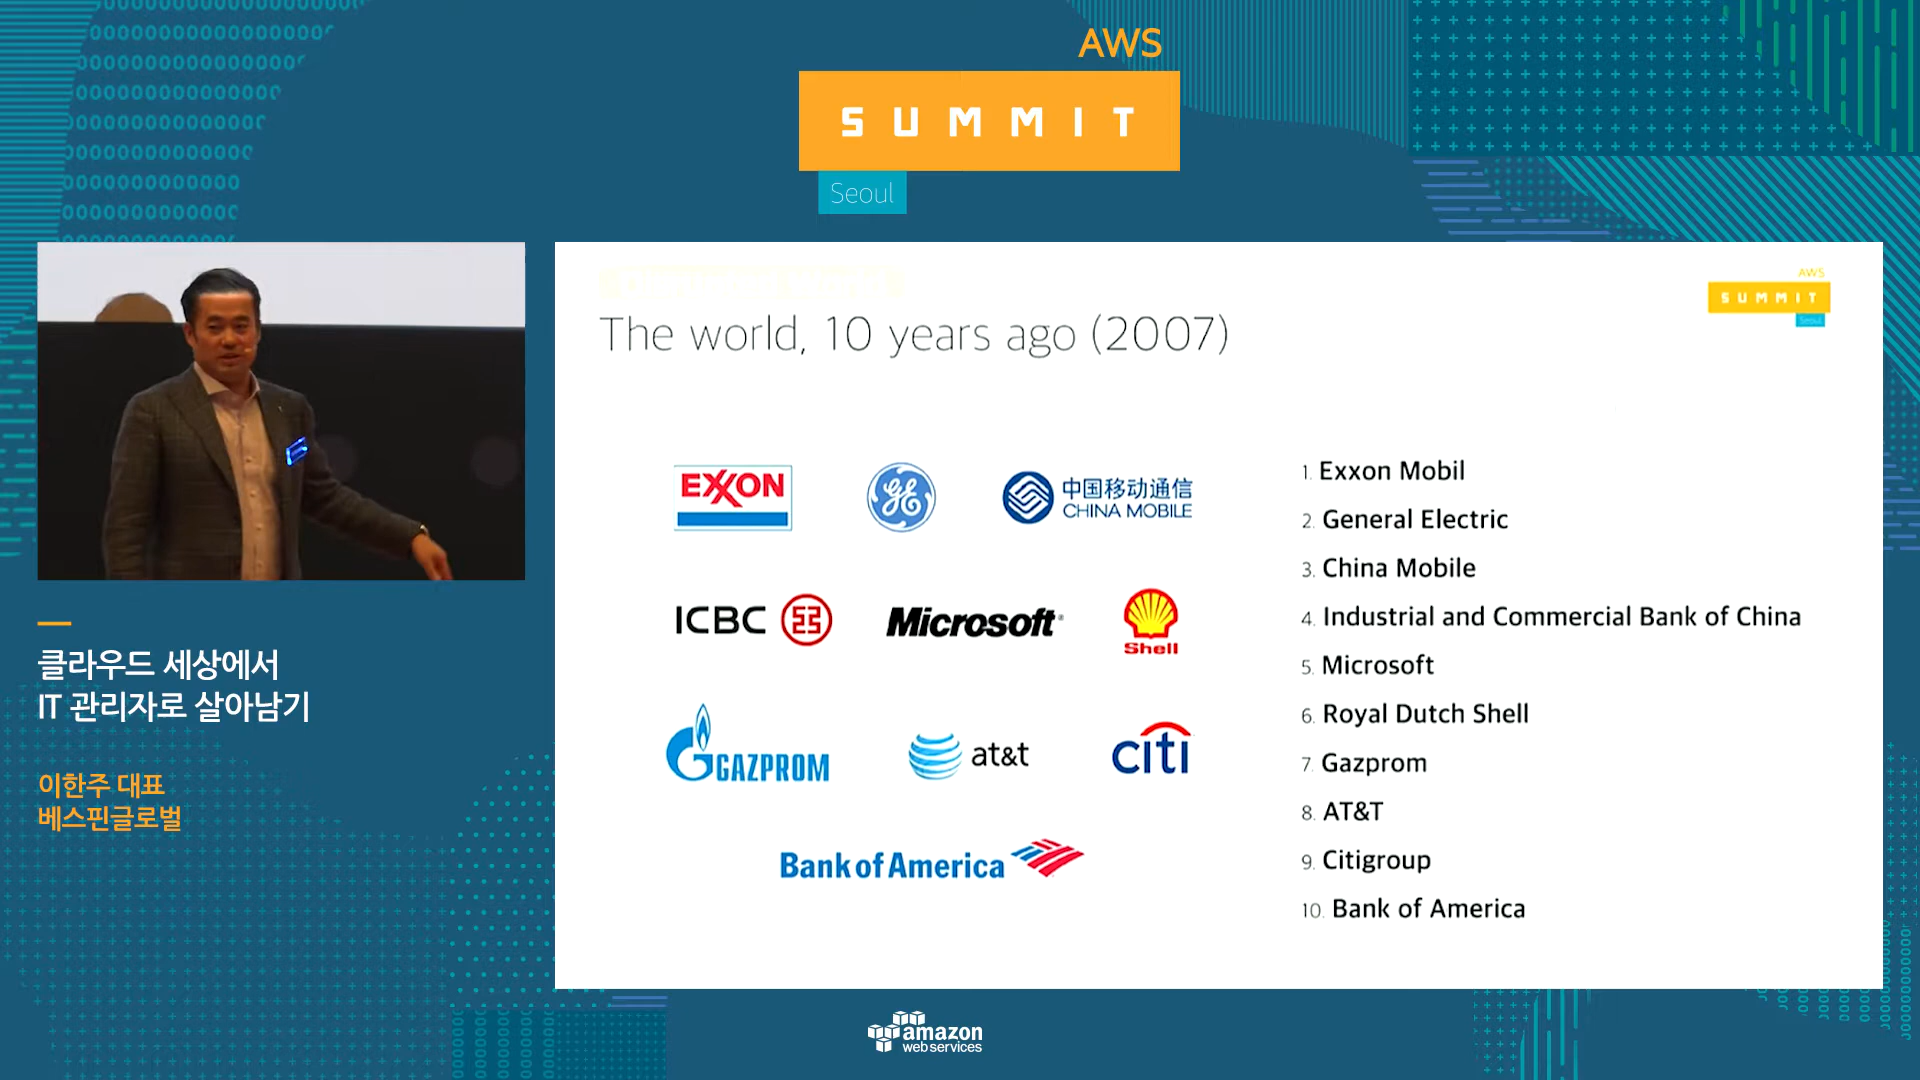 AWS
SUMMIT
Seoul
The world, 10 years ago (2007)
AWS
SUMMIT
Seoul
EXXON
GE
中国移动通信
CHINA MOBILE
ICBC
Microsoft
Shell
GAZPROM
at&t
citi
Bank of America
1. Exxon Mobil
2. General Electric
3. China Mobile
4. Industrial and Commercial Bank of China
5. Microsoft
6. Royal Dutch Shell
7. Gazprom
8. AT&T
9. Citigroup
10. Bank of America
클라우드 세상에서
IT 관리자로 살아남기
이한주 대표
베스핀글로벌
amazon
web services